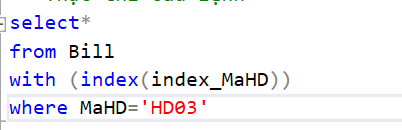 select*
from Bill
with (index(index_MaHD))
where MaHD='HD03'